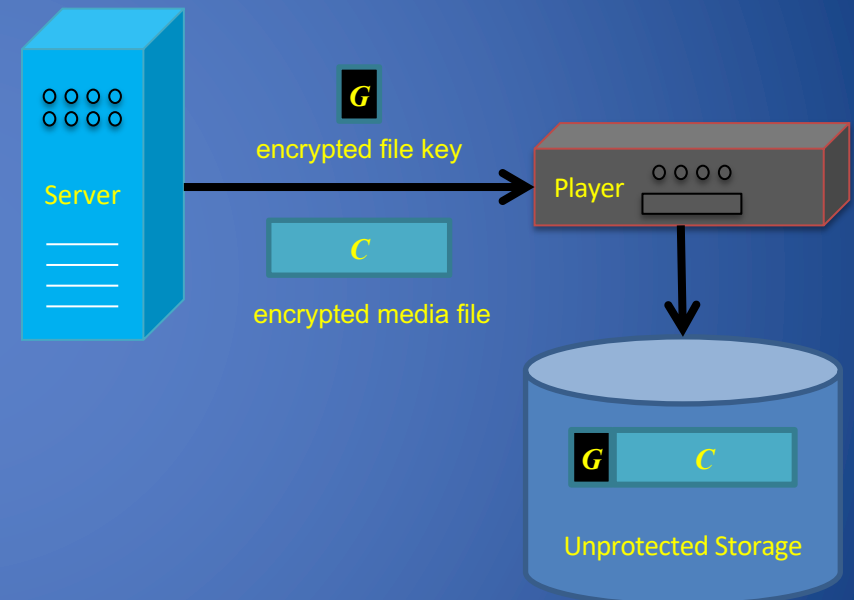 G
encrypted file key
Server
Player
C
encrypted media file
G C
Unprotected Storage